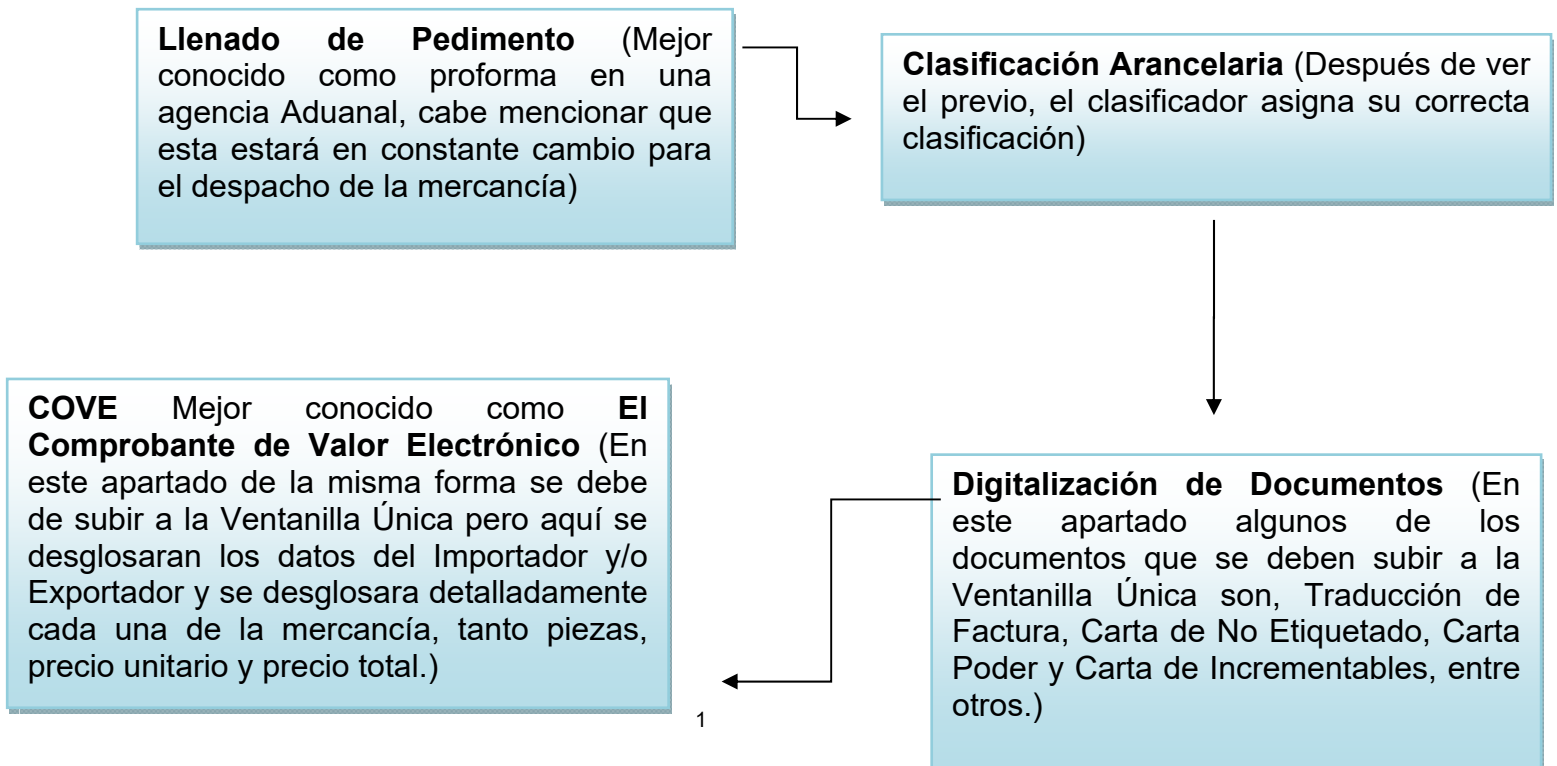 Llenado de Pedimento (Mejor
conocido como proforma en una
agencia Aduanal, cabe mencionar que
esta estará en constante cambio para
el despacho de la mercancía)
Clasificación Arancelaria (Después de ver
el previo, el clasificador asigna su correcta
clasificación)
Digitalización de Documentos (En
este apartado algunos de los
documentos que se deben subir a la
Ventanilla Única son, Traducción de
Factura, Carta de No Etiquetado, Carta
Poder y Carta de Incrementables, entre
otros.)
COVE Mejor conocido como El
Comprobante de Valor Electrónico (En
este apartado de la misma forma se debe
de subir a la Ventanilla Única pero aquí se
desglosaran los datos del Importador y/o
Exportador y se desglosara detalladamente
cada una de la mercancía, tanto piezas,
precio unitario y precio total.)
1